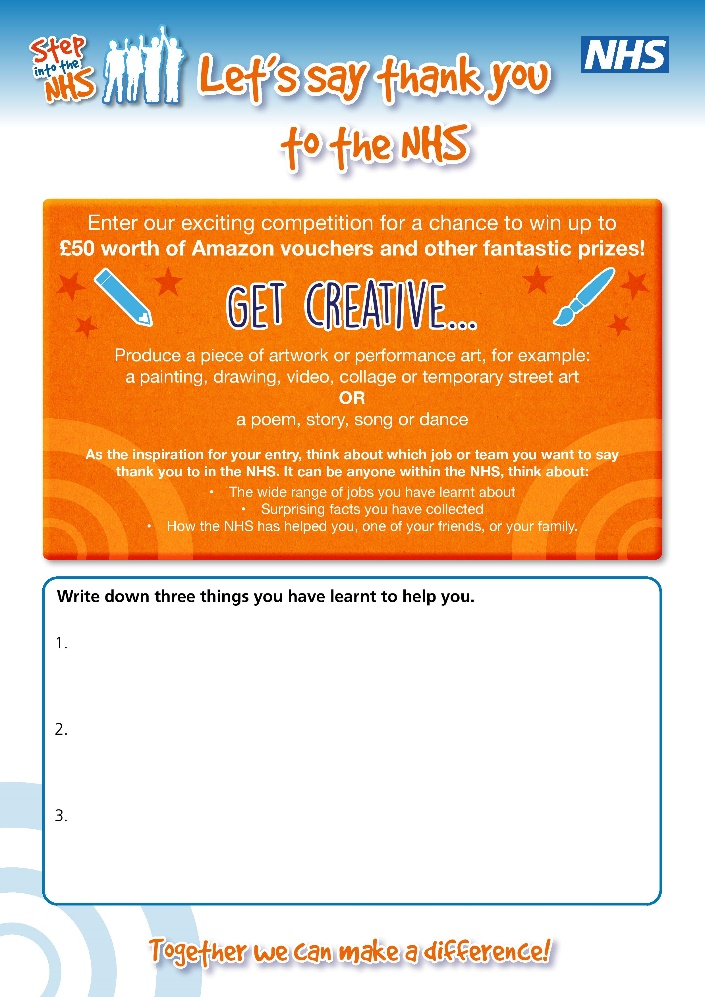 Step
into the
NHS
Let's say thank you
to the NHS
NHS
Enter our exciting competition for a chance to win up to
£50 worth of Amazon vouchers and other fantastic prizes!
GET CREATIVE...
Produce a piece of artwork or performance art, for example:
a painting, drawing, video, collage or temporary street art
OR
a poem, story, song or dance
As the inspiration for your entry, think about which job or team you want to say
thank you to in the NHS. It can be anyone within the NHS, think about:
• The wide range of jobs you have learnt about
• Surprising facts you have collected
• How the NHS has helped you, one of your friends, or your family.
Write down three things you have learnt to help you.
1.
2.
3.
Together we can make a difference!